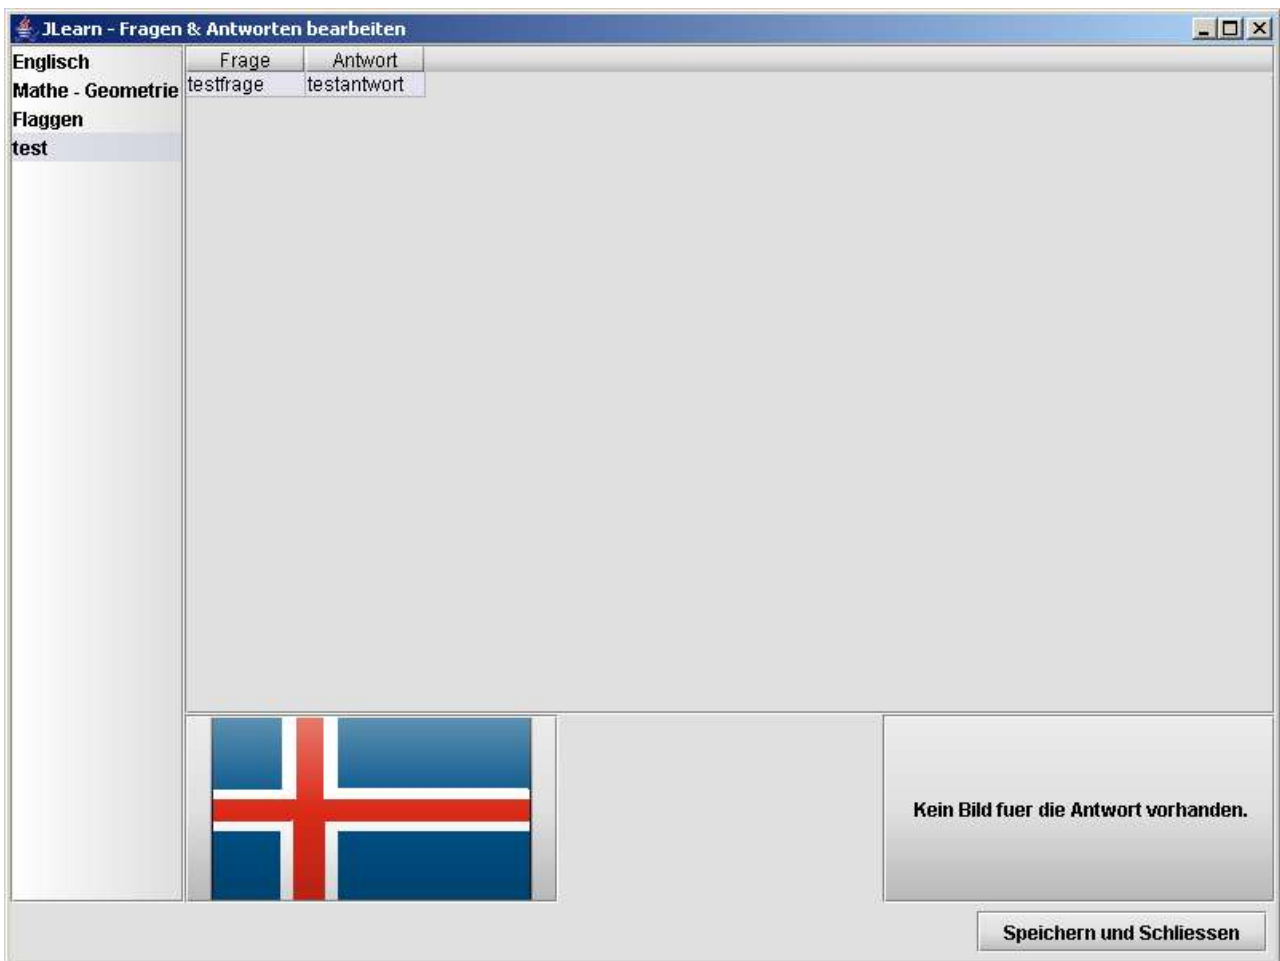 JLearn - Fragen & Antworten bearbeiten
Englisch
Mathe - Geometrie
Flaggen
test
Frage Antwort
testfrage testantwort
Kein Bild fuer die Antwort vorhanden.
Speichern und Schliessen